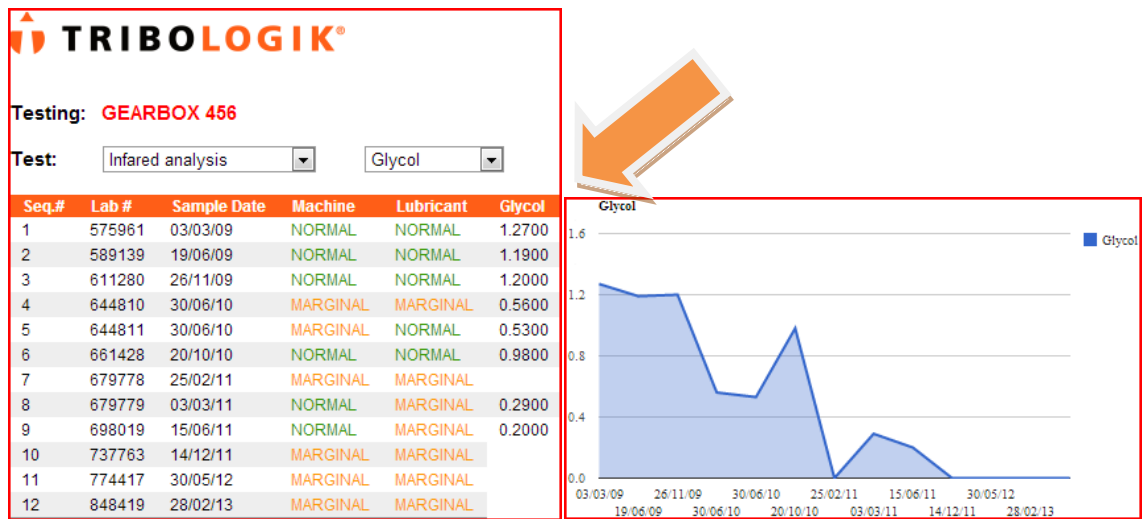 TRIBOLOGIK®
Testing: GEARBOX 456
Test: Infared analysis Glycol
Seq.# Lab # Sample Date Machine Lubricant Glycol
1 575961 03/03/09 NORMAL NORMAL 1.2700
2 589139 19/06/09 NORMAL NORMAL 1.1900
3 611280 26/11/09 NORMAL NORMAL 1.2000
4 644810 30/06/10 MARGINAL MARGINAL 0.5600
5 644811 30/06/10 MARGINAL NORMAL 0.5300
6 661428 20/10/10 NORMAL NORMAL 0.9800
7 679778 25/02/11 MARGINAL MARGINAL
8 679779 03/03/11 NORMAL MARGINAL 0.2900
9 698019 15/06/11 NORMAL MARGINAL 0.2000
10 737763 14/12/11 MARGINAL MARGINAL
11 774417 30/05/12 MARGINAL MARGINAL
12 848419 28/02/13 MARGINAL MARGINAL
Glycol
1.6
1.2
0.8
0.4
0.0
Glycol
03/03/09 26/11/09 30/06/10 25/02/11 15/06/11 30/05/12
19/06/09 30/06/10 20/10/10 03/03/11 14/12/11 28/02/13